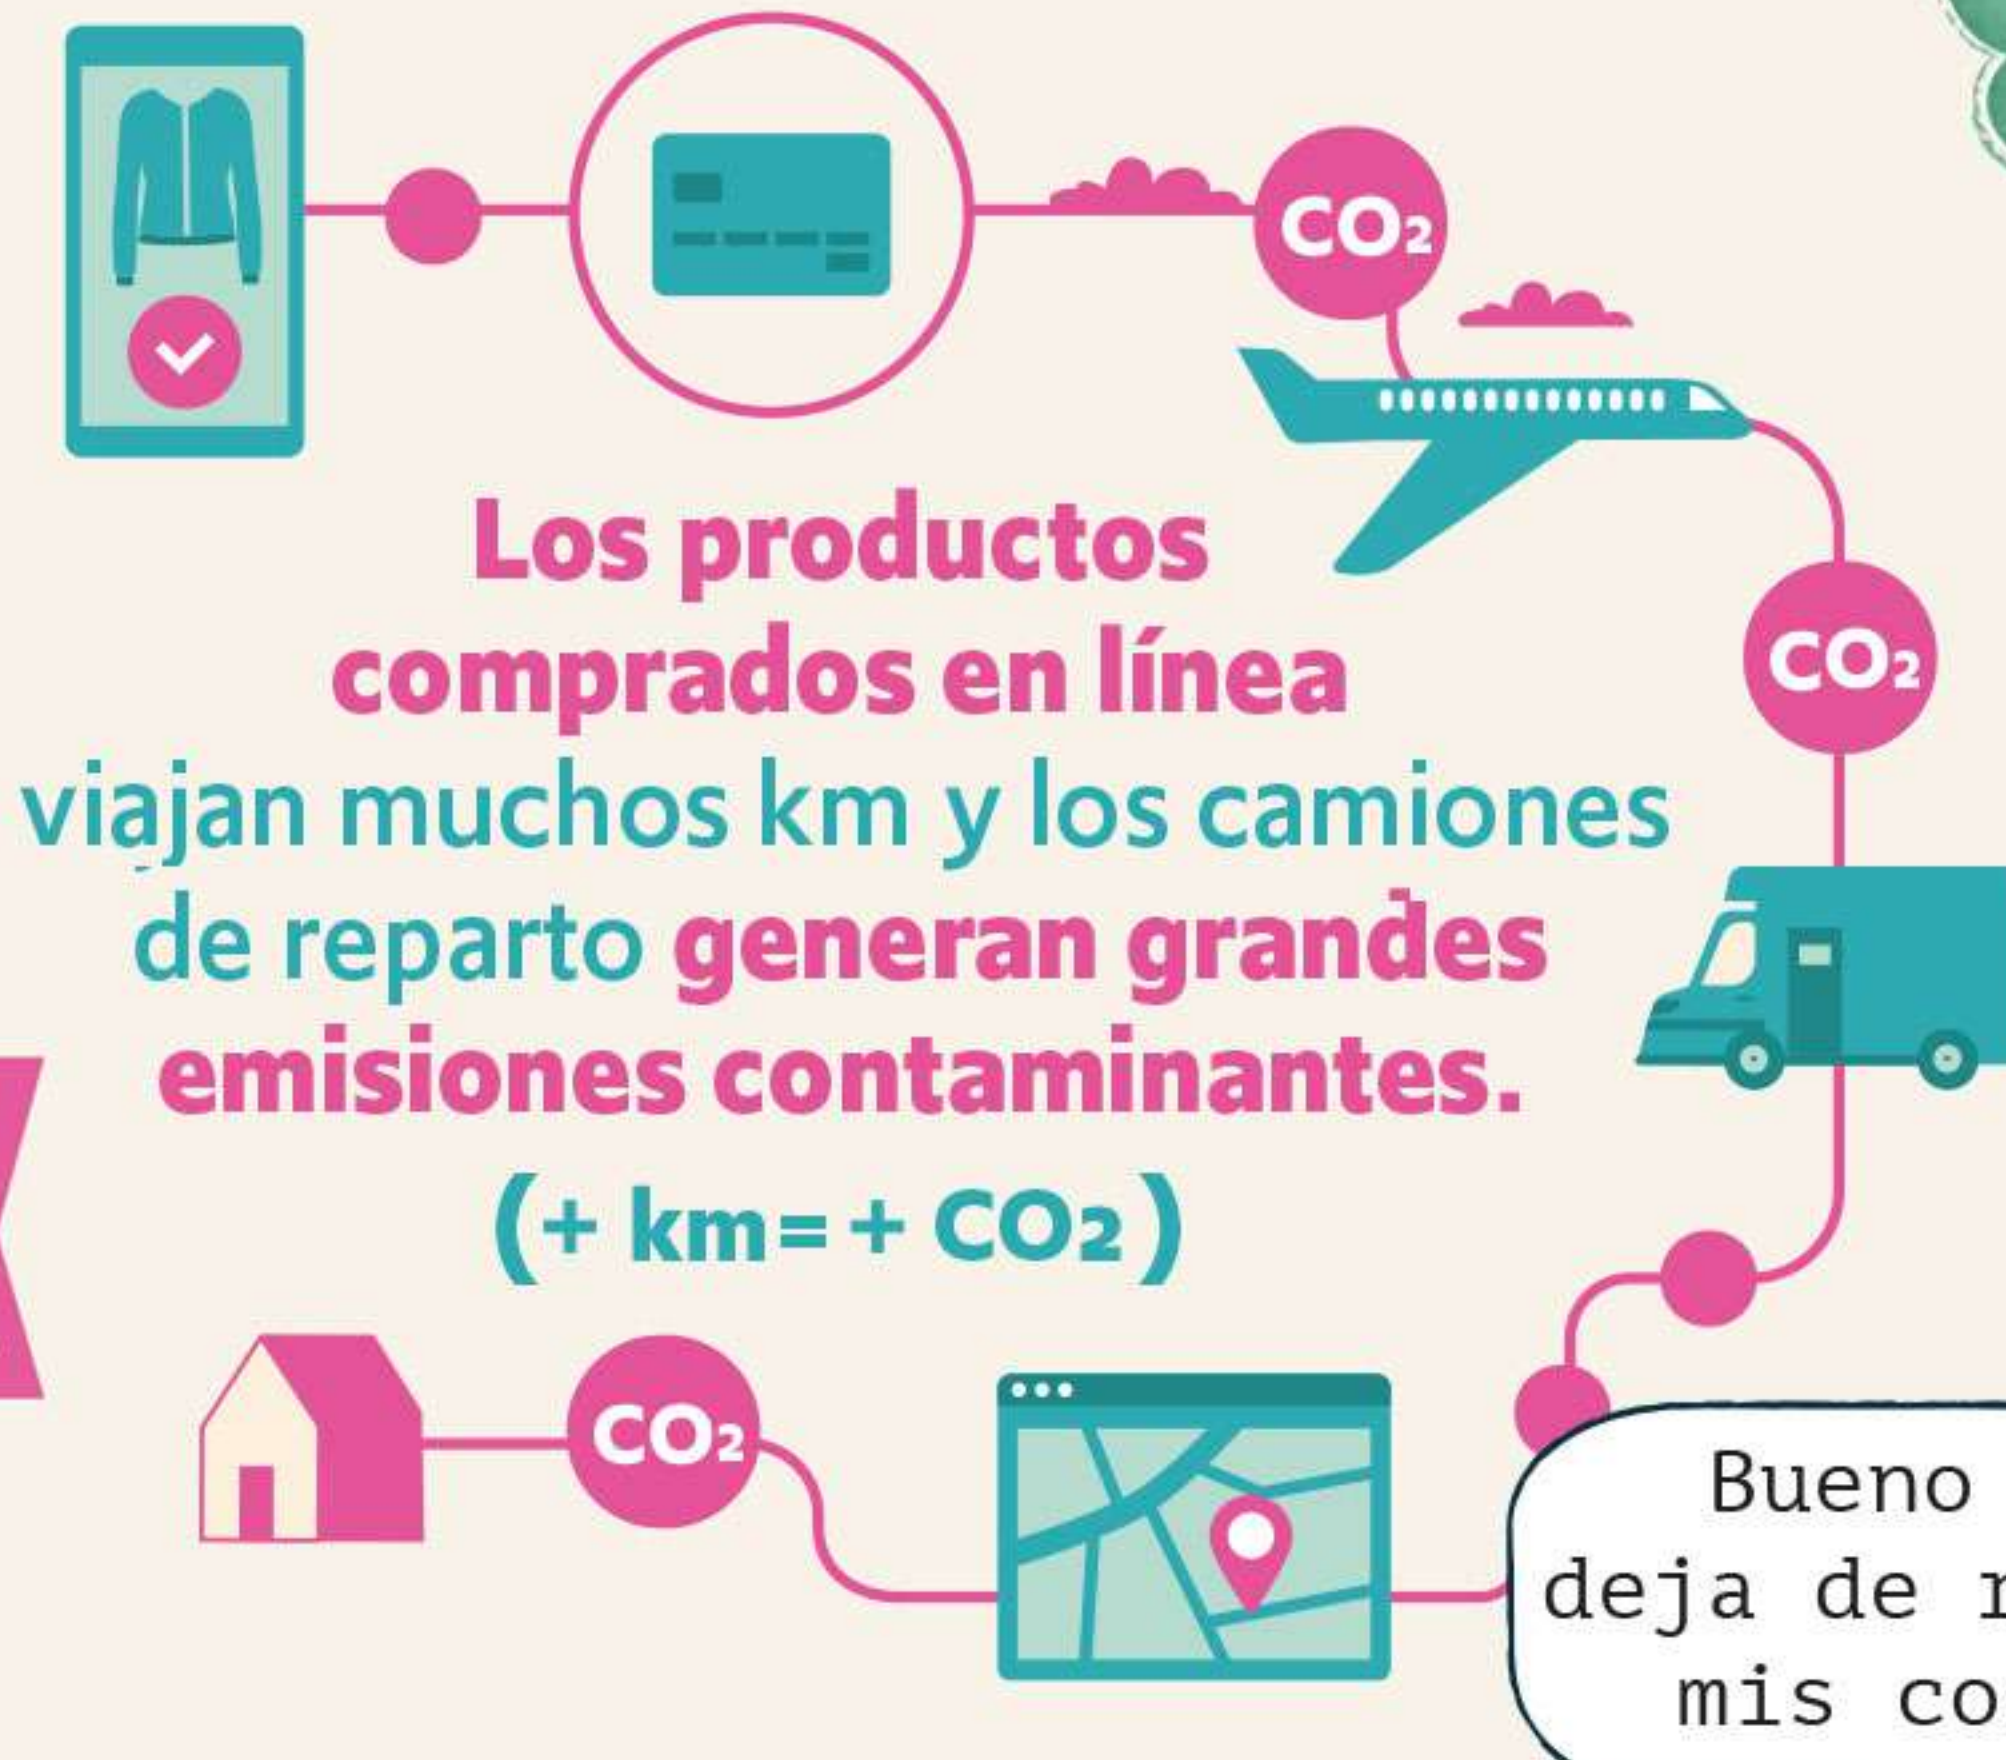 CO₂
Los productos
comprados en línea
CO₂
viajan muchos km y los camiones
de reparto generan grandes
emisiones contaminantes.
(+ km= + CO2)
CO₂
Bueno
deja de
mis